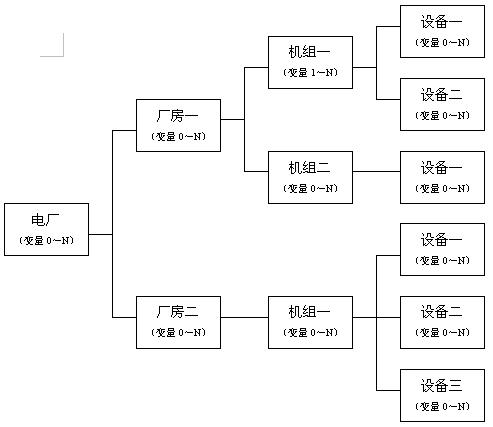 设备一
(变量 0～N)
机组一
(变量 1～N)
设备二
(变量 0～N)
厂房一
(变量 0～N)
机组二
(变量 0～N)
设备一
(变量 0～N)
电厂
(变量 0～N)
设备一
(变量 0～N)
厂房二
(变量 0～N)
机组一
(变量 0～N)
设备二
(变量 0～N)
设备三
(变量 0～N)